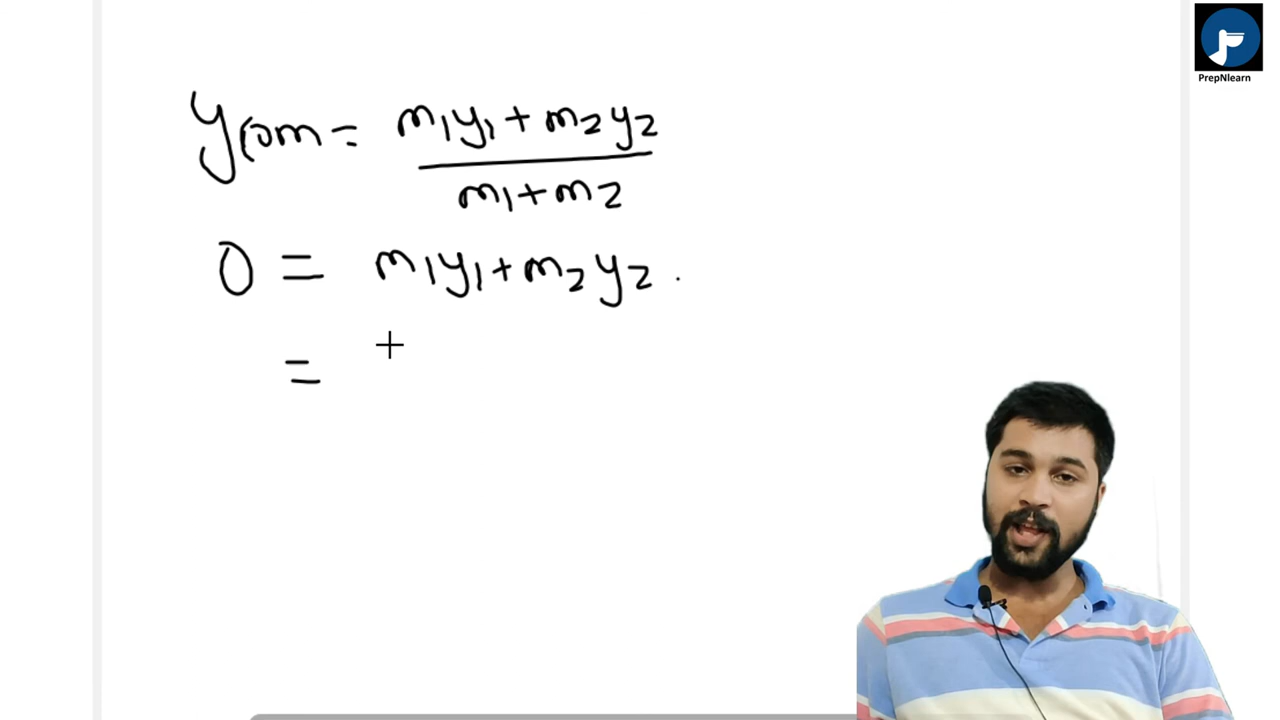 PrepNlearn
ycom = m1y1 + m2y2
m1 + m2
0 = m1y1 + m2y2 .
=